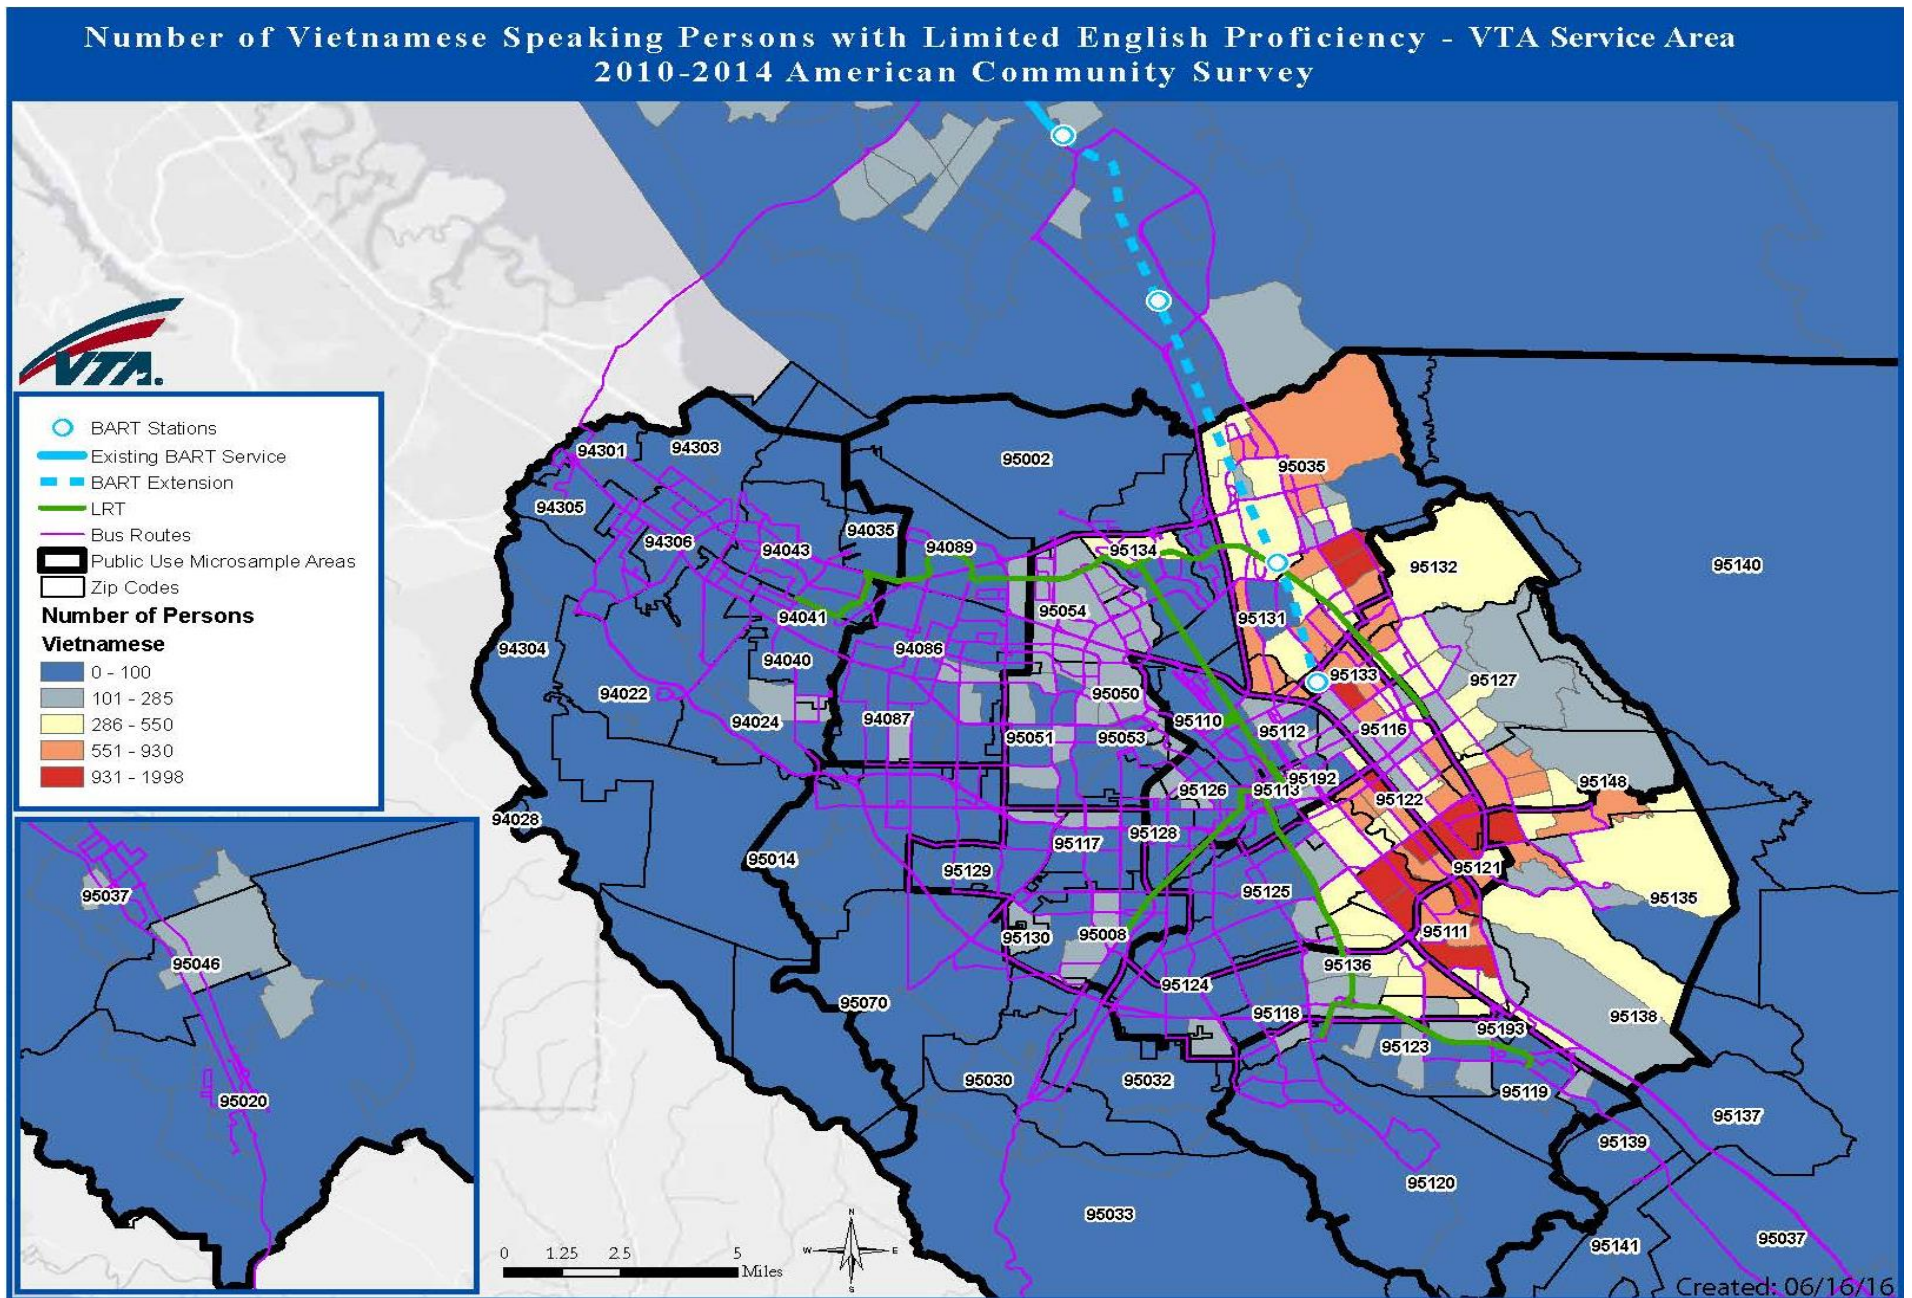 Number of Vietnamese Speaking Persons with Limited English Proficiency - VTA Service Area
2010-2014 American Community Survey
VTA.
BART Stations
Existing BART Service
BART Extension
LRT
Bus Routes
Public Use Microsample Areas
Zip Codes
Number of Persons
Vietnamese
0 - 100
101 - 285
286 - 550
551 - 930
931 - 1998
94301
94303
95002
95035
94305
94035
94306
94043
94089
95134
95132
95140
94041
95054
95131
94304
94040
94086
95133
95127
94022
95050
94024
94087
95110
95116
95051
95053
95112
95192
95148
95126
95113
95122
94028
95128
95117
95014
95129
95121
95125
95135
95130
95008
95111
95136
95124
95070
95118
95138
95193
95123
95030
95032
95119
95137
95139
95120
95033
95037
95141
95037
95046
95020
N
W
E
S
0 1.25 2.5 5
Miles
Created: 06/16/16